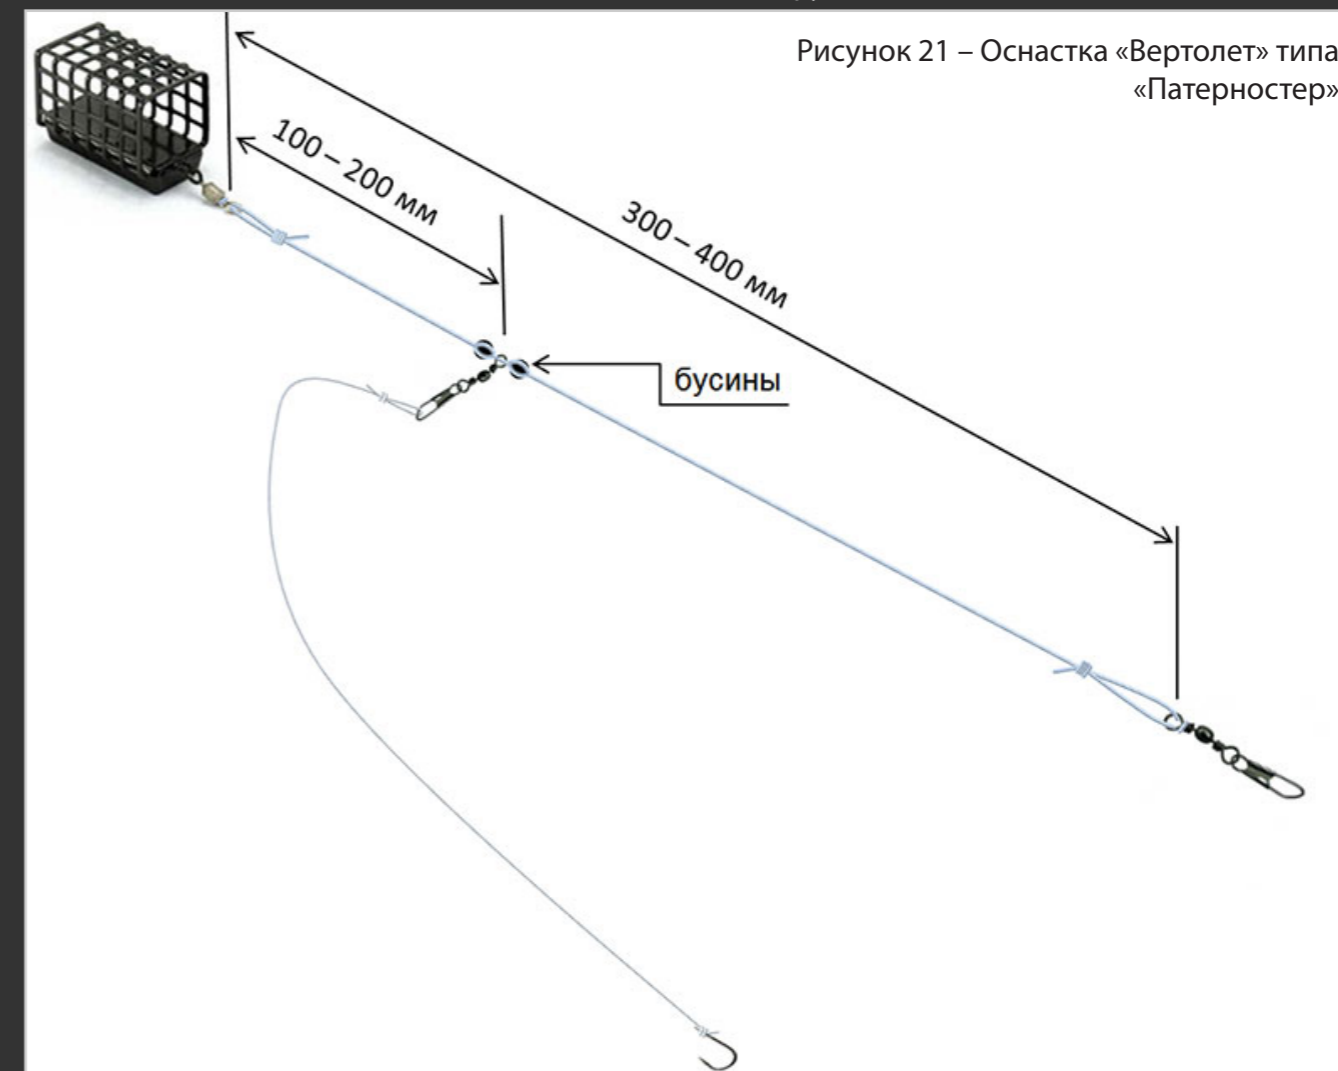 Рисунок 21 – Оснастка «Вертолет» типа
«Патерностер»
100 – 200 мм
300 – 400 мм
бусины